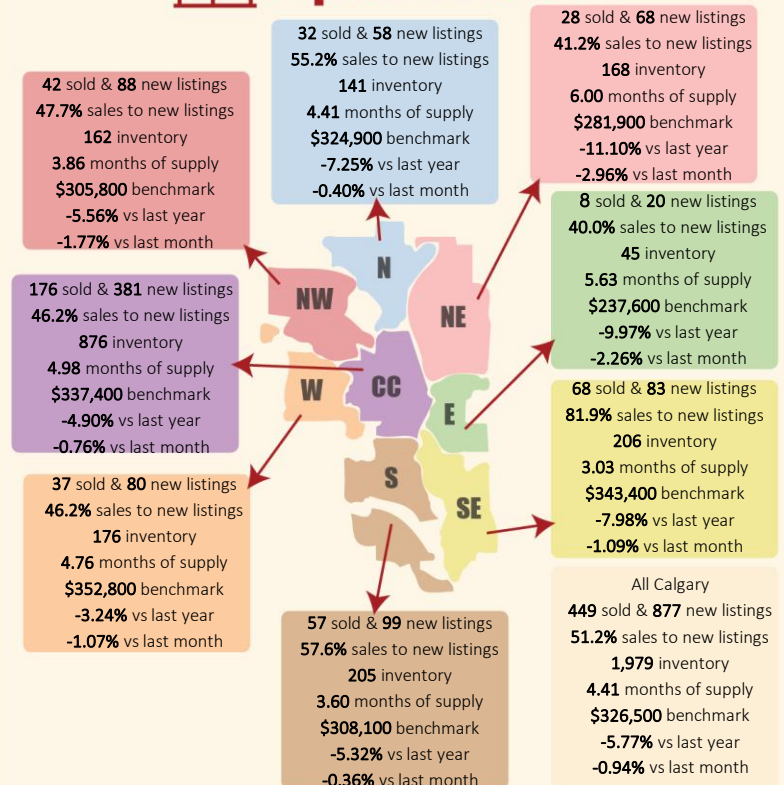 32 sold & 58 new listings
55.2% sales to new listings
141 inventory
4.41 months of supply
$324,900 benchmark
-7.25% vs last year
-0.40% vs last month
28 sold & 68 new listings
41.2% sales to new listings
168 inventory
6.00 months of supply
$281,900 benchmark
-11.10% vs last year
-2.96% vs last month
42 sold & 88 new listings
47.7% sales to new listings
162 inventory
3.86 months of supply
$305,800 benchmark
-5.56% vs last year
-1.77% vs last month
8 sold & 20 new listings
40.0% sales to new listings
45 inventory
5.63 months of supply
$237,600 benchmark
-9.97% vs last year
-2.26% vs last month
N
NW
NE
W
CC
E
S
SE
176 sold & 381 new listings
46.2% sales to new listings
876 inventory
4.98 months of supply
$337,400 benchmark
-4.90% vs last year
-0.76% vs last month
68 sold & 83 new listings
81.9% sales to new listings
206 inventory
3.03 months of supply
$343,400 benchmark
-7.98% vs last year
-1.09% vs last month
37 sold & 80 new listings
46.2% sales to new listings
176 inventory
4.76 months of supply
$352,800 benchmark
-3.24% vs last year
-1.07% vs last month
57 sold & 99 new listings
57.6% sales to new listings
205 inventory
3.60 months of supply
$308,100 benchmark
-5.32% vs last year
-0.36% vs last month
All Calgary
449 sold & 877 new listings
51.2% sales to new listings
1,979 inventory
4.41 months of supply
$326,500 benchmark
-5.77% vs last year
-0.94% vs last month